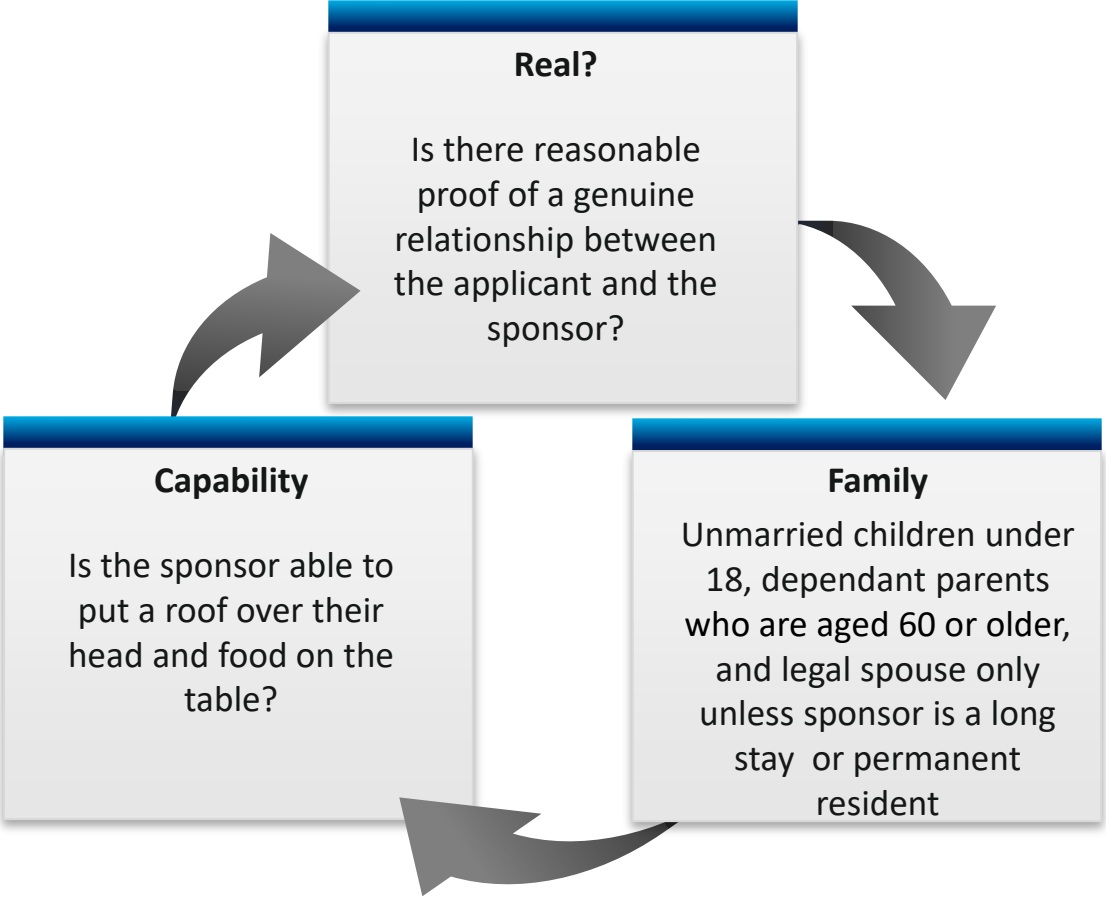 Real?
Is there reasonable
proof of a genuine
relationship between
the applicant and the
sponsor?
Capability
Is the sponsor able to
put a roof over their
head and food on the
table?
Family
Unmarried children under
18, dependant parents
who are aged 60 or older,
and legal spouse only
unless sponsor is a long
stay  or permanent
resident